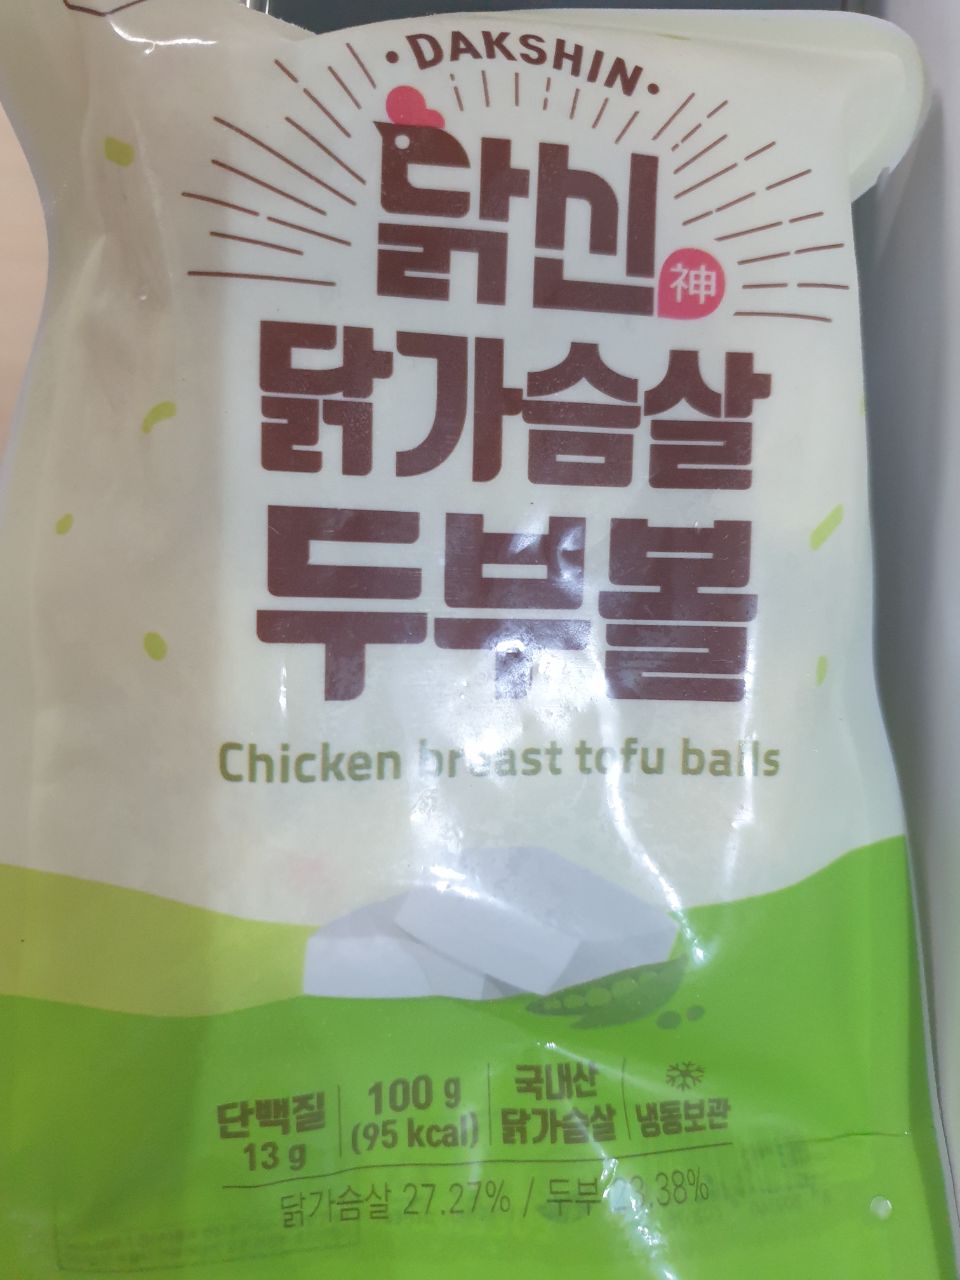 ·DAKSHIN·
닭신
神
닭가슴살
두부볼
Chicken breast tofu balls
단백질
13 g
100 g
(95 kcal)
국내산
닭가슴살
냉동보관
닭가슴살 27.27% / 두부